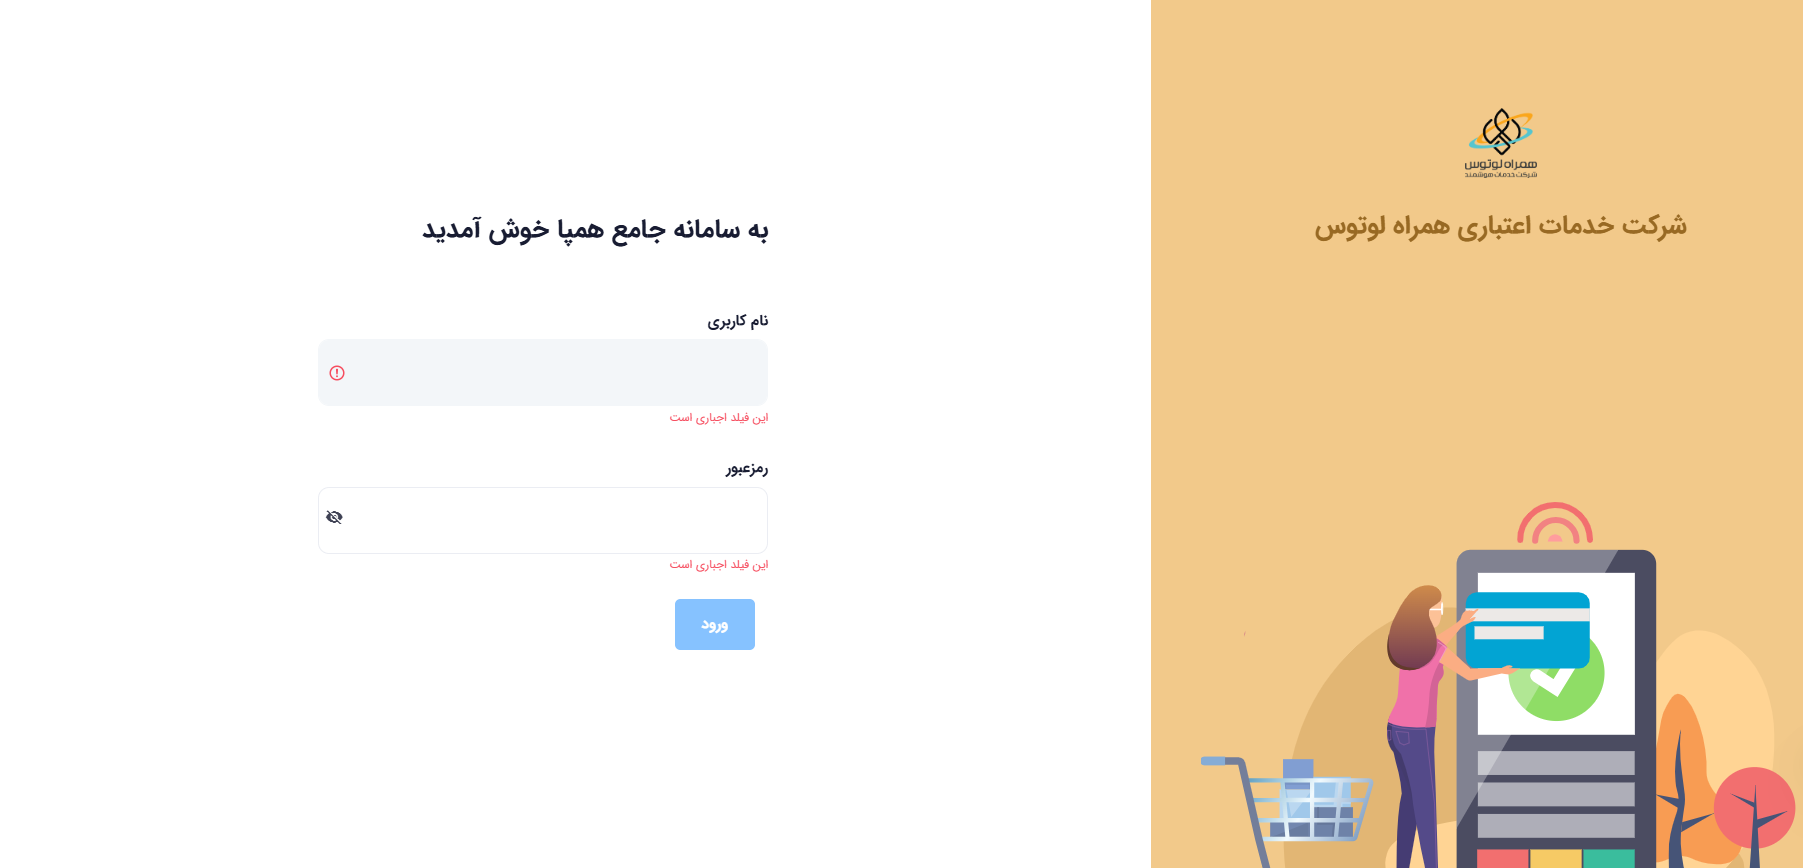 همراه لوتوس
شرکت خدمات هوشمند
شرکت خدمات اعتباری همراه لوتوس
به سامانه جامع همپا خوش آمدید
نام کاربری
این فیلد اجباری است
رمزعبور
این فیلد اجباری است
ورود